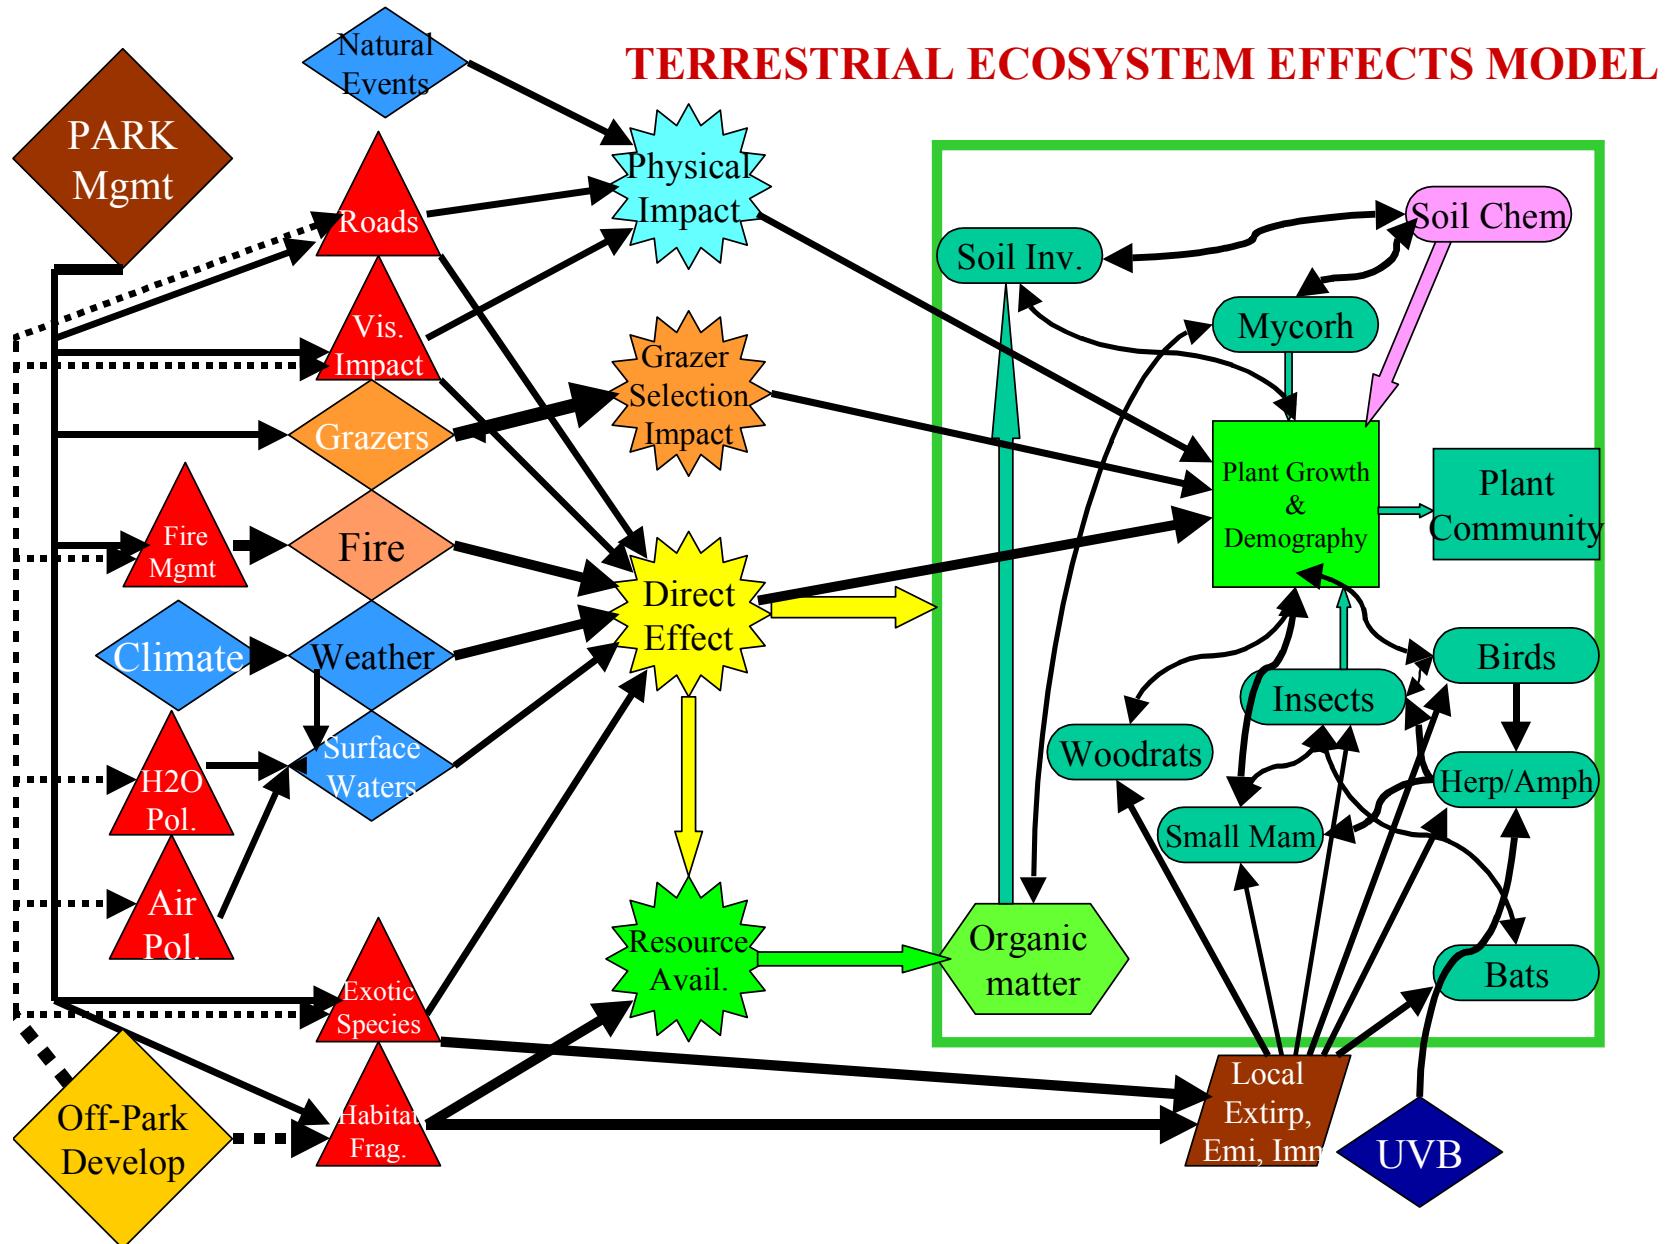 TERRESTRIAL ECOSYSTEM EFFECTS MODEL
Natural
Events
PARK
Mgmt
Roads
Vis.
Impact
Grazers
Fire
Mgmt
Fire
Climate
Weather
Surface
Waters
H2O
Pol.
Air
Pol.
Exotic
Species
Habitat
Frag.
Off-Park
Develop
Physical
Impact
Grazer
Selection
Impact
Direct
Effect
Resource
Avail.
Soil Chem
Soil Inv.
Mycorh
Plant Growth
&
Demography
Plant
Community
Birds
Insects
Woodrats
Herp/Amph
Small Mam
Organic
matter
Bats
Local
Extirp,
Emi, Imm
UVB